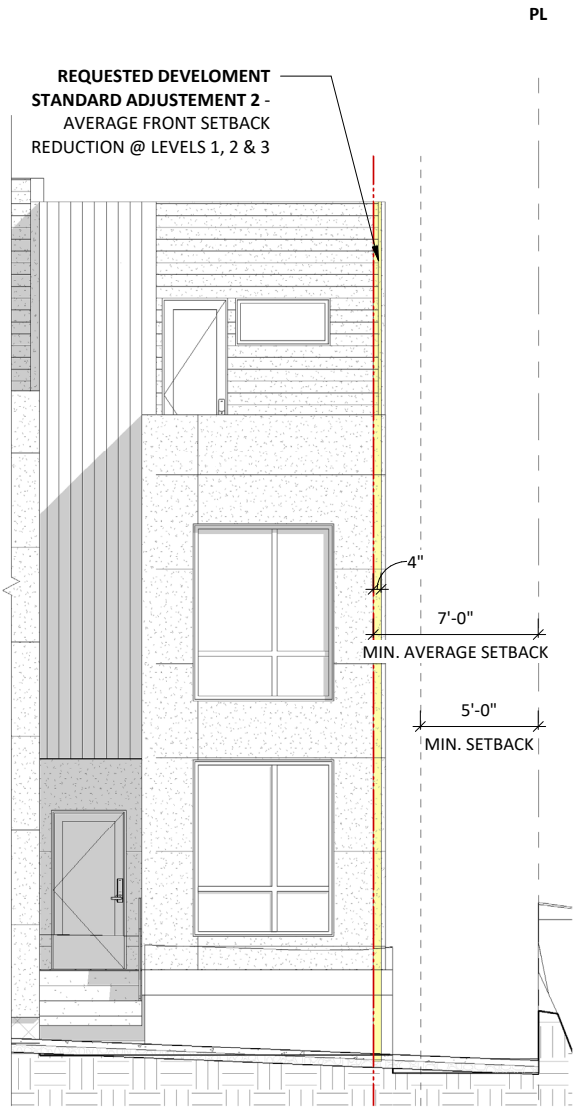 PL
REQUESTED DEVELOMENT
STANDARD ADJUSTEMENT 2 -
AVERAGE FRONT SETBACK
REDUCTION @ LEVELS 1, 2 & 3
4"
7'-0"
MIN. AVERAGE SETBACK
5'-0"
MIN. SETBACK